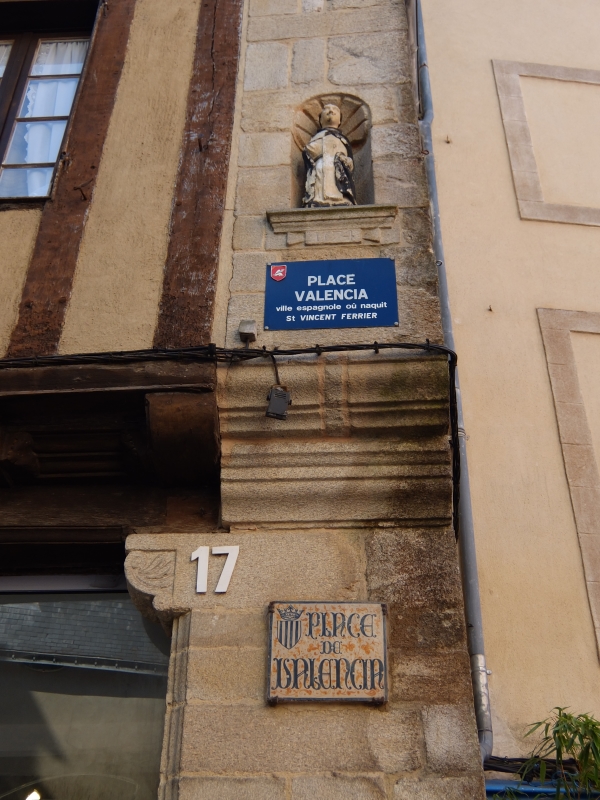 PLACE
VALENCIA
ville espagnole où naquit
St VINCENT FERRIER
17
PLACE
DE
VALENCIA